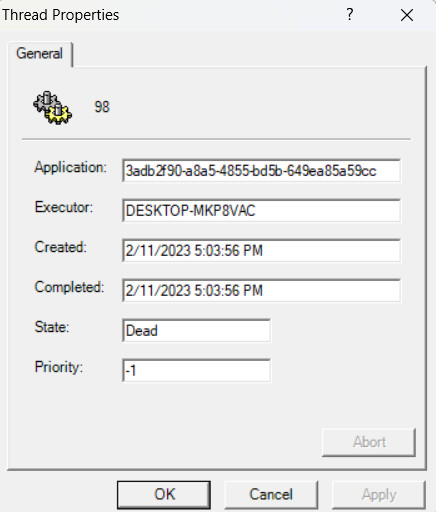 Thread Properties ? ×
General
98
Application: 3adb2f90-a8a5-4855-bd5b-649ea85a59cc
Executor: DESKTOP-MKP8VAC
Created: 2/11/2023 5:03:56 PM
Completed: 2/11/2023 5:03:56 PM
State: Dead
Priority: -1
Abort
OK Cancel Apply